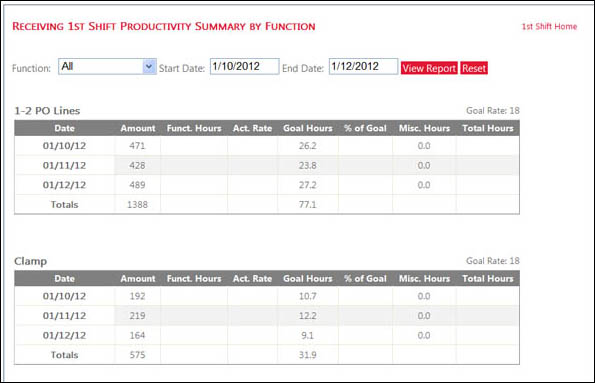 RECEIVING 1ST SHIFT PRODUCTIVITY SUMMARY BY FUNCTION 1st Shift Home
Function: All Start Date: 1/10/2012 End Date: 1/12/2012 View Report Reset
1-2 PO Lines Goal Rate: 18
Date Amount Funct. Hours Act. Rate Goal Hours % of Goal Misc. Hours Total Hours
01/10/12 471 26.2 0.0
01/11/12 428 23.8 0.0
01/12/12 489 27.2 0.0
Totals 1388 77.1
Clamp Goal Rate: 18
Date Amount Funct. Hours Act. Rate Goal Hours % of Goal Misc. Hours Total Hours
01/10/12 192 10.7 0.0
01/11/12 219 12.2 0.0
01/12/12 164 9.1 0.0
Totals 575 31.9